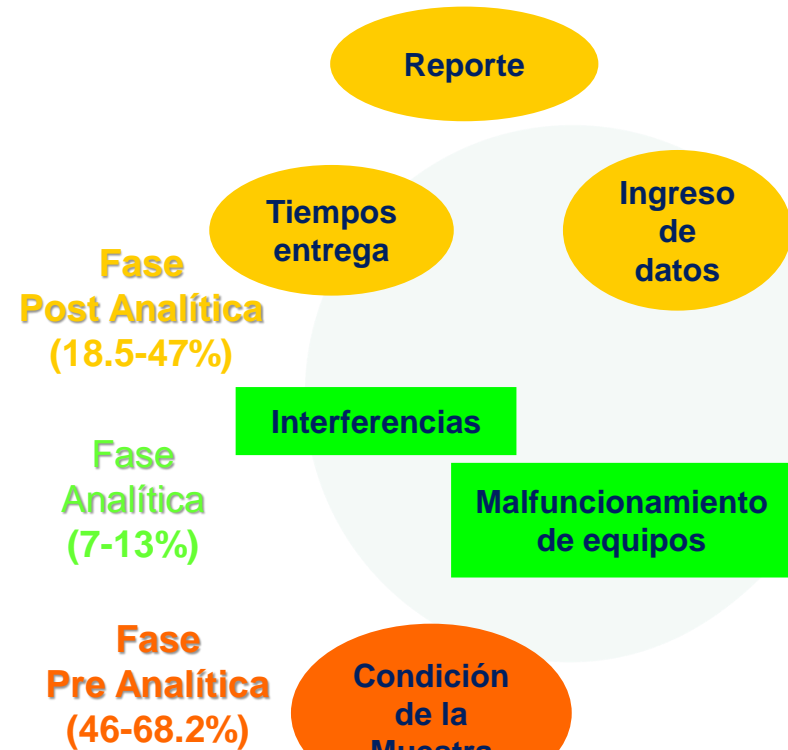 Reporte
Tiempos
entrega
Ingreso
de
datos
Fase
Post Analítica
(18.5-47%)
Interferencias
Fase
Analítica
(7-13%)
Malfuncionamiento
de equipos
Fase
Pre Analítica
(46-68.2%)
Condición
de la
Muestra